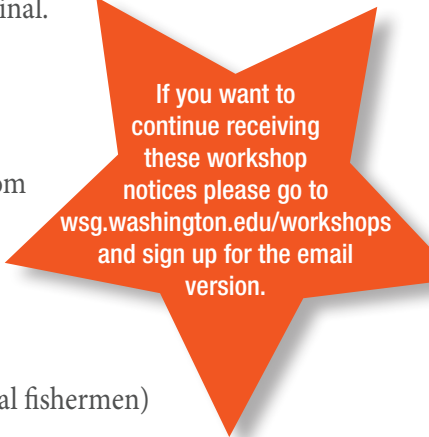 inal.
If you want to
continue receiving
these workshop
om
notices please go to
wsg.washington.edu/workshops
and sign up for the email
version.
al fishermen)